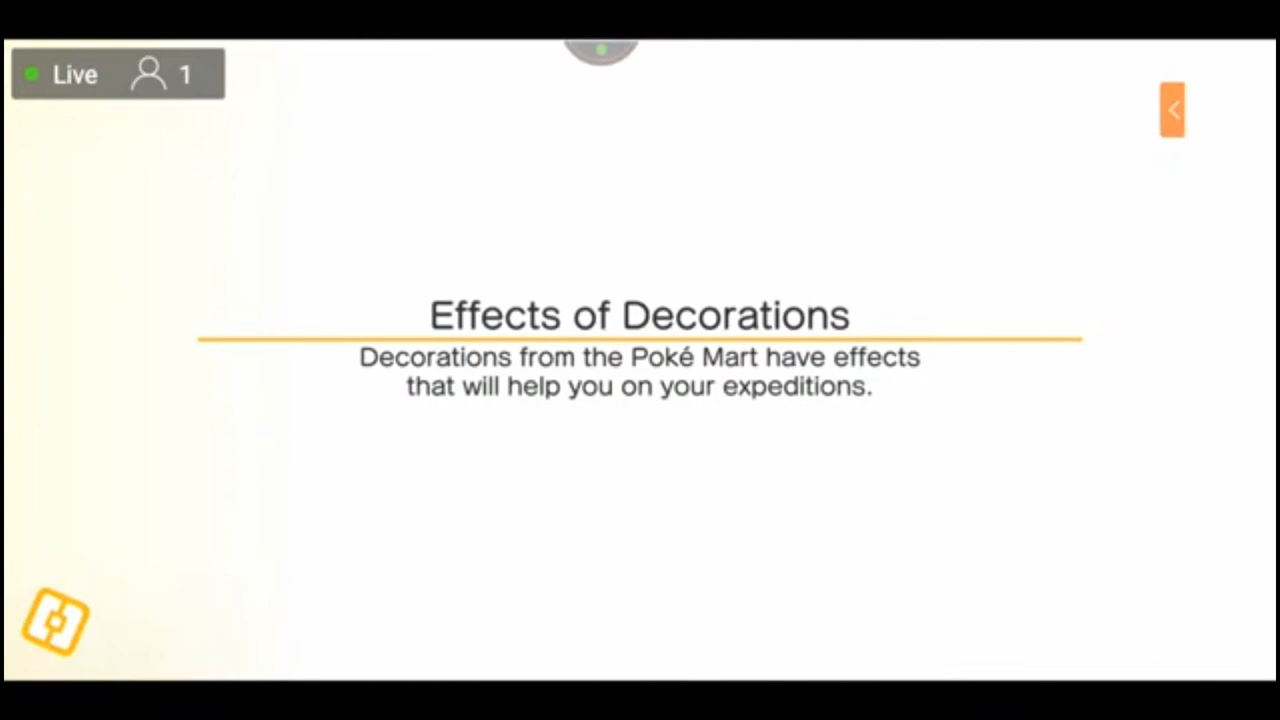 Live 1
Effects of Decorations
Decorations from the Poké Mart have effects
that will help you on your expeditions.